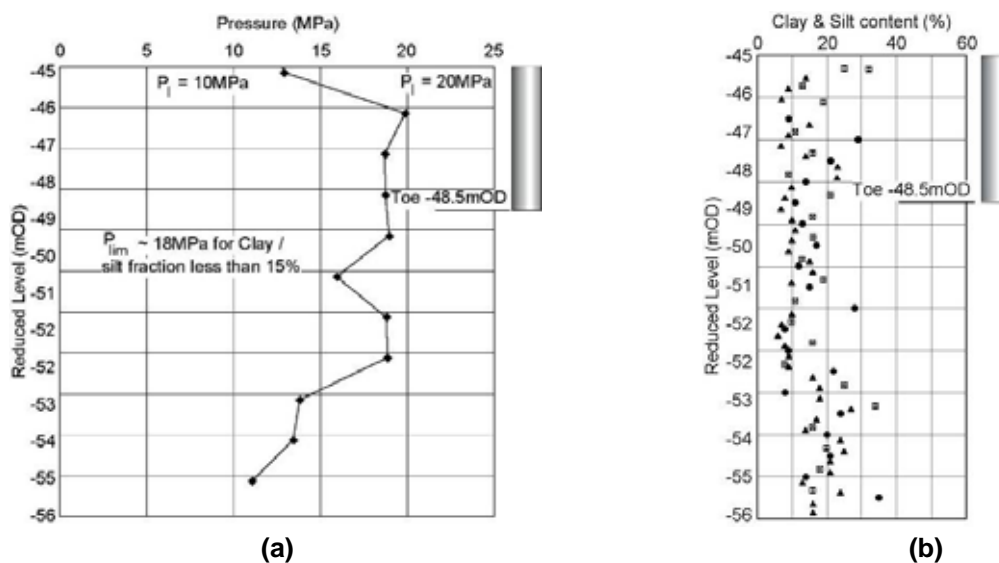 Pressure (MPa)
0 5 10 15 20 25
Reduced Level (mOD)
-45
-46
-47
-48
-49
-50
-51
-52
-52
-53
-54
-55
-56
P_l = 10MPa
P_l = 20MPa
Toe -48.5mOD
P_lim ~ 18MPa for Clay /
silt fraction less than 15%
(a)
Clay & Silt content (%)
0 20 40 60
Reduced Level (mOD)
-45
-46
-47
-48
-49
-50
-51
-52
-52
-53
-54
-55
-56
Toe -48.5mOD
(b)